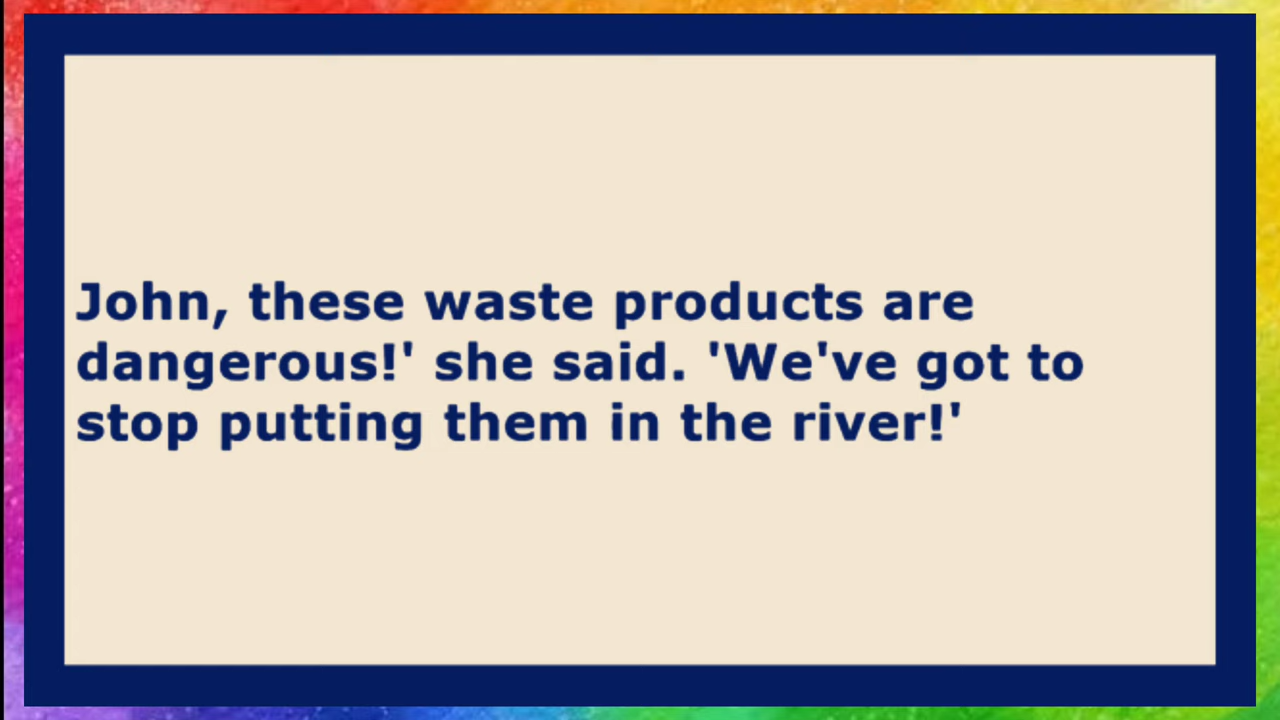 John, these waste products are
dangerous!' she said. 'We've got to
stop putting them in the river!'